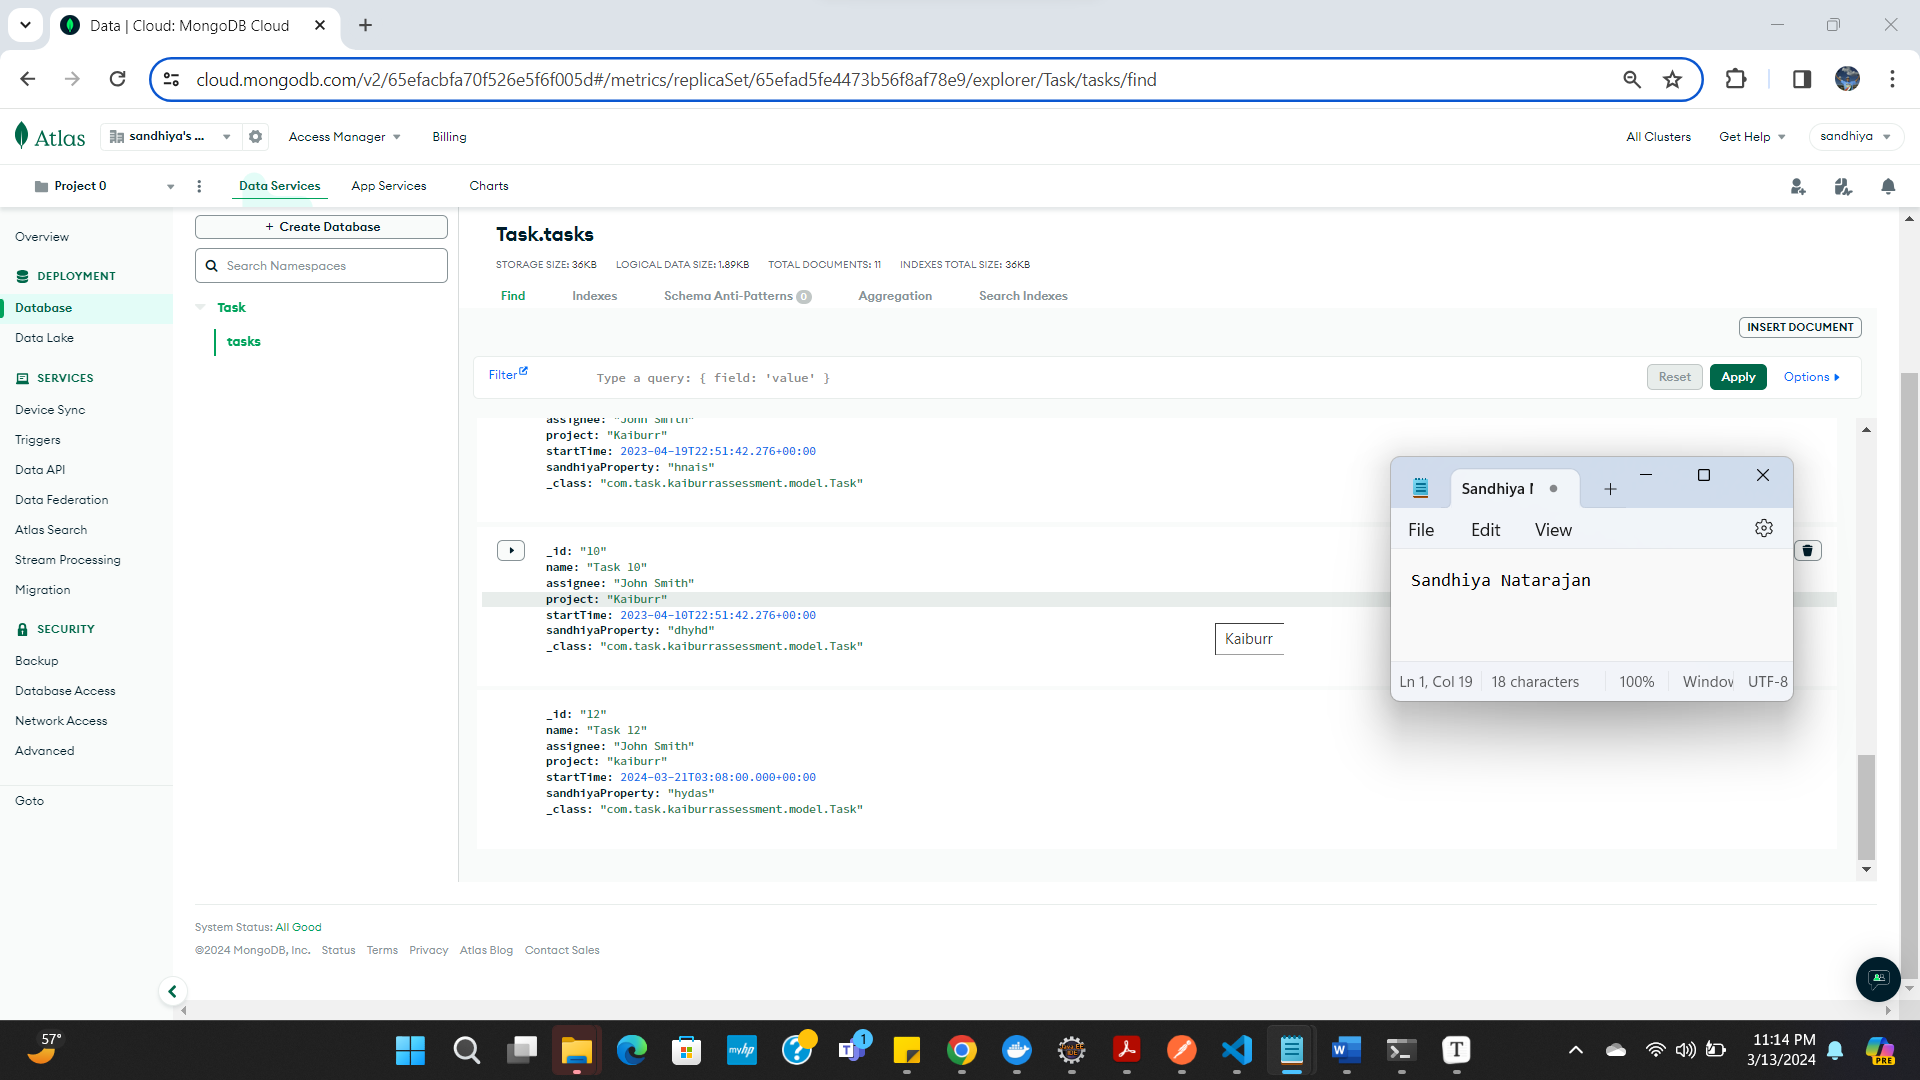 Data | Cloud: MongoDB Cloud
cloud.mongodb.com/v2/65efacbfa70f526e5f6f005d#/metrics/replicaSet/65efad5fe4473b56f8af78e9/explorer/Task/tasks/find
Atlas
sandhiya's ...
Access Manager
Billing
All Clusters
Get Help
sandhiya
Project 0
Data Services
App Services
Charts
Overview
DEPLOYMENT
Database
Data Lake
SERVICES
Device Sync
Triggers
Data API
Data Federation
Atlas Search
Stream Processing
Migration
SECURITY
Backup
Database Access
Network Access
Advanced
Goto
+ Create Database
Search Namespaces
Task
tasks
Task.tasks
STORAGE SIZE: 36KB LOGICAL DATA SIZE: 1.89KB TOTAL DOCUMENTS: 11 INDEXES TOTAL SIZE: 36KB
Find
Indexes
Schema Anti-Patterns 0
Aggregation
Search Indexes
INSERT DOCUMENT
Filter
Type a query: { field: 'value' }
Reset
Apply
Options
assignee: "John Smith"
project: "Kaiburr"
startTime: 2023-04-19T22:51:42.276+00:00
sandhiyaProperty: "hnais"
_class: "com.task.kaiburrassessment.model.Task"
_id: "10"
name: "Task 10"
assignee: "John Smith"
project: "Kaiburr"
startTime: 2023-04-10T22:51:42.276+00:00
sandhiyaProperty: "dhyhd"
_class: "com.task.kaiburrassessment.model.Task"
Kaiburr
_id: "12"
name: "Task 12"
assignee: "John Smith"
project: "kaiburr"
startTime: 2024-03-21T03:08:00.000+00:00
sandhiyaProperty: "hydas"
_class: "com.task.kaiburrassessment.model.Task"
Sandhiya
File
Edit
View
Sandhiya Natarajan
Ln 1, Col 19
18 characters
100%
Window
UTF-8
System Status: All Good
©2024 MongoDB, Inc. Status Terms Privacy Atlas Blog Contact Sales
57°
myHP
1
PRE
11:14 PM
3/13/2024